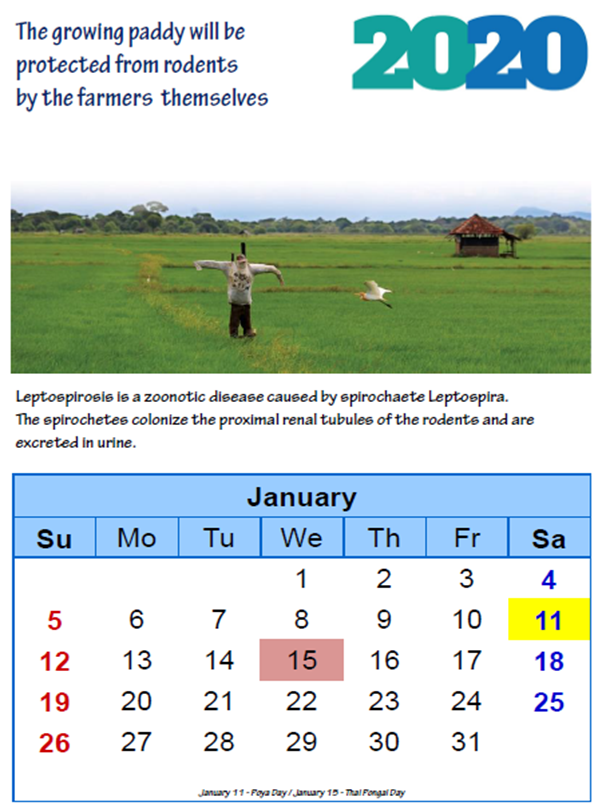 The growing paddy will be
protected from rodents
by the farmers themselves
2020
Leptospirosis is a zoonotic disease caused by spirochaete Leptospira.
The spirochetes colonize the proximal renal tubules of the rodents and are
excreted in urine.
January
Su Mo Tu We Th Fr Sa
1 2 3 4
5 6 7 8 9 10 11
12 13 14 15 16 17 18
19 20 21 22 23 24 25
26 27 28 29 30 31
January 11 - Poya Day / January 15 - Thai Pongal Day